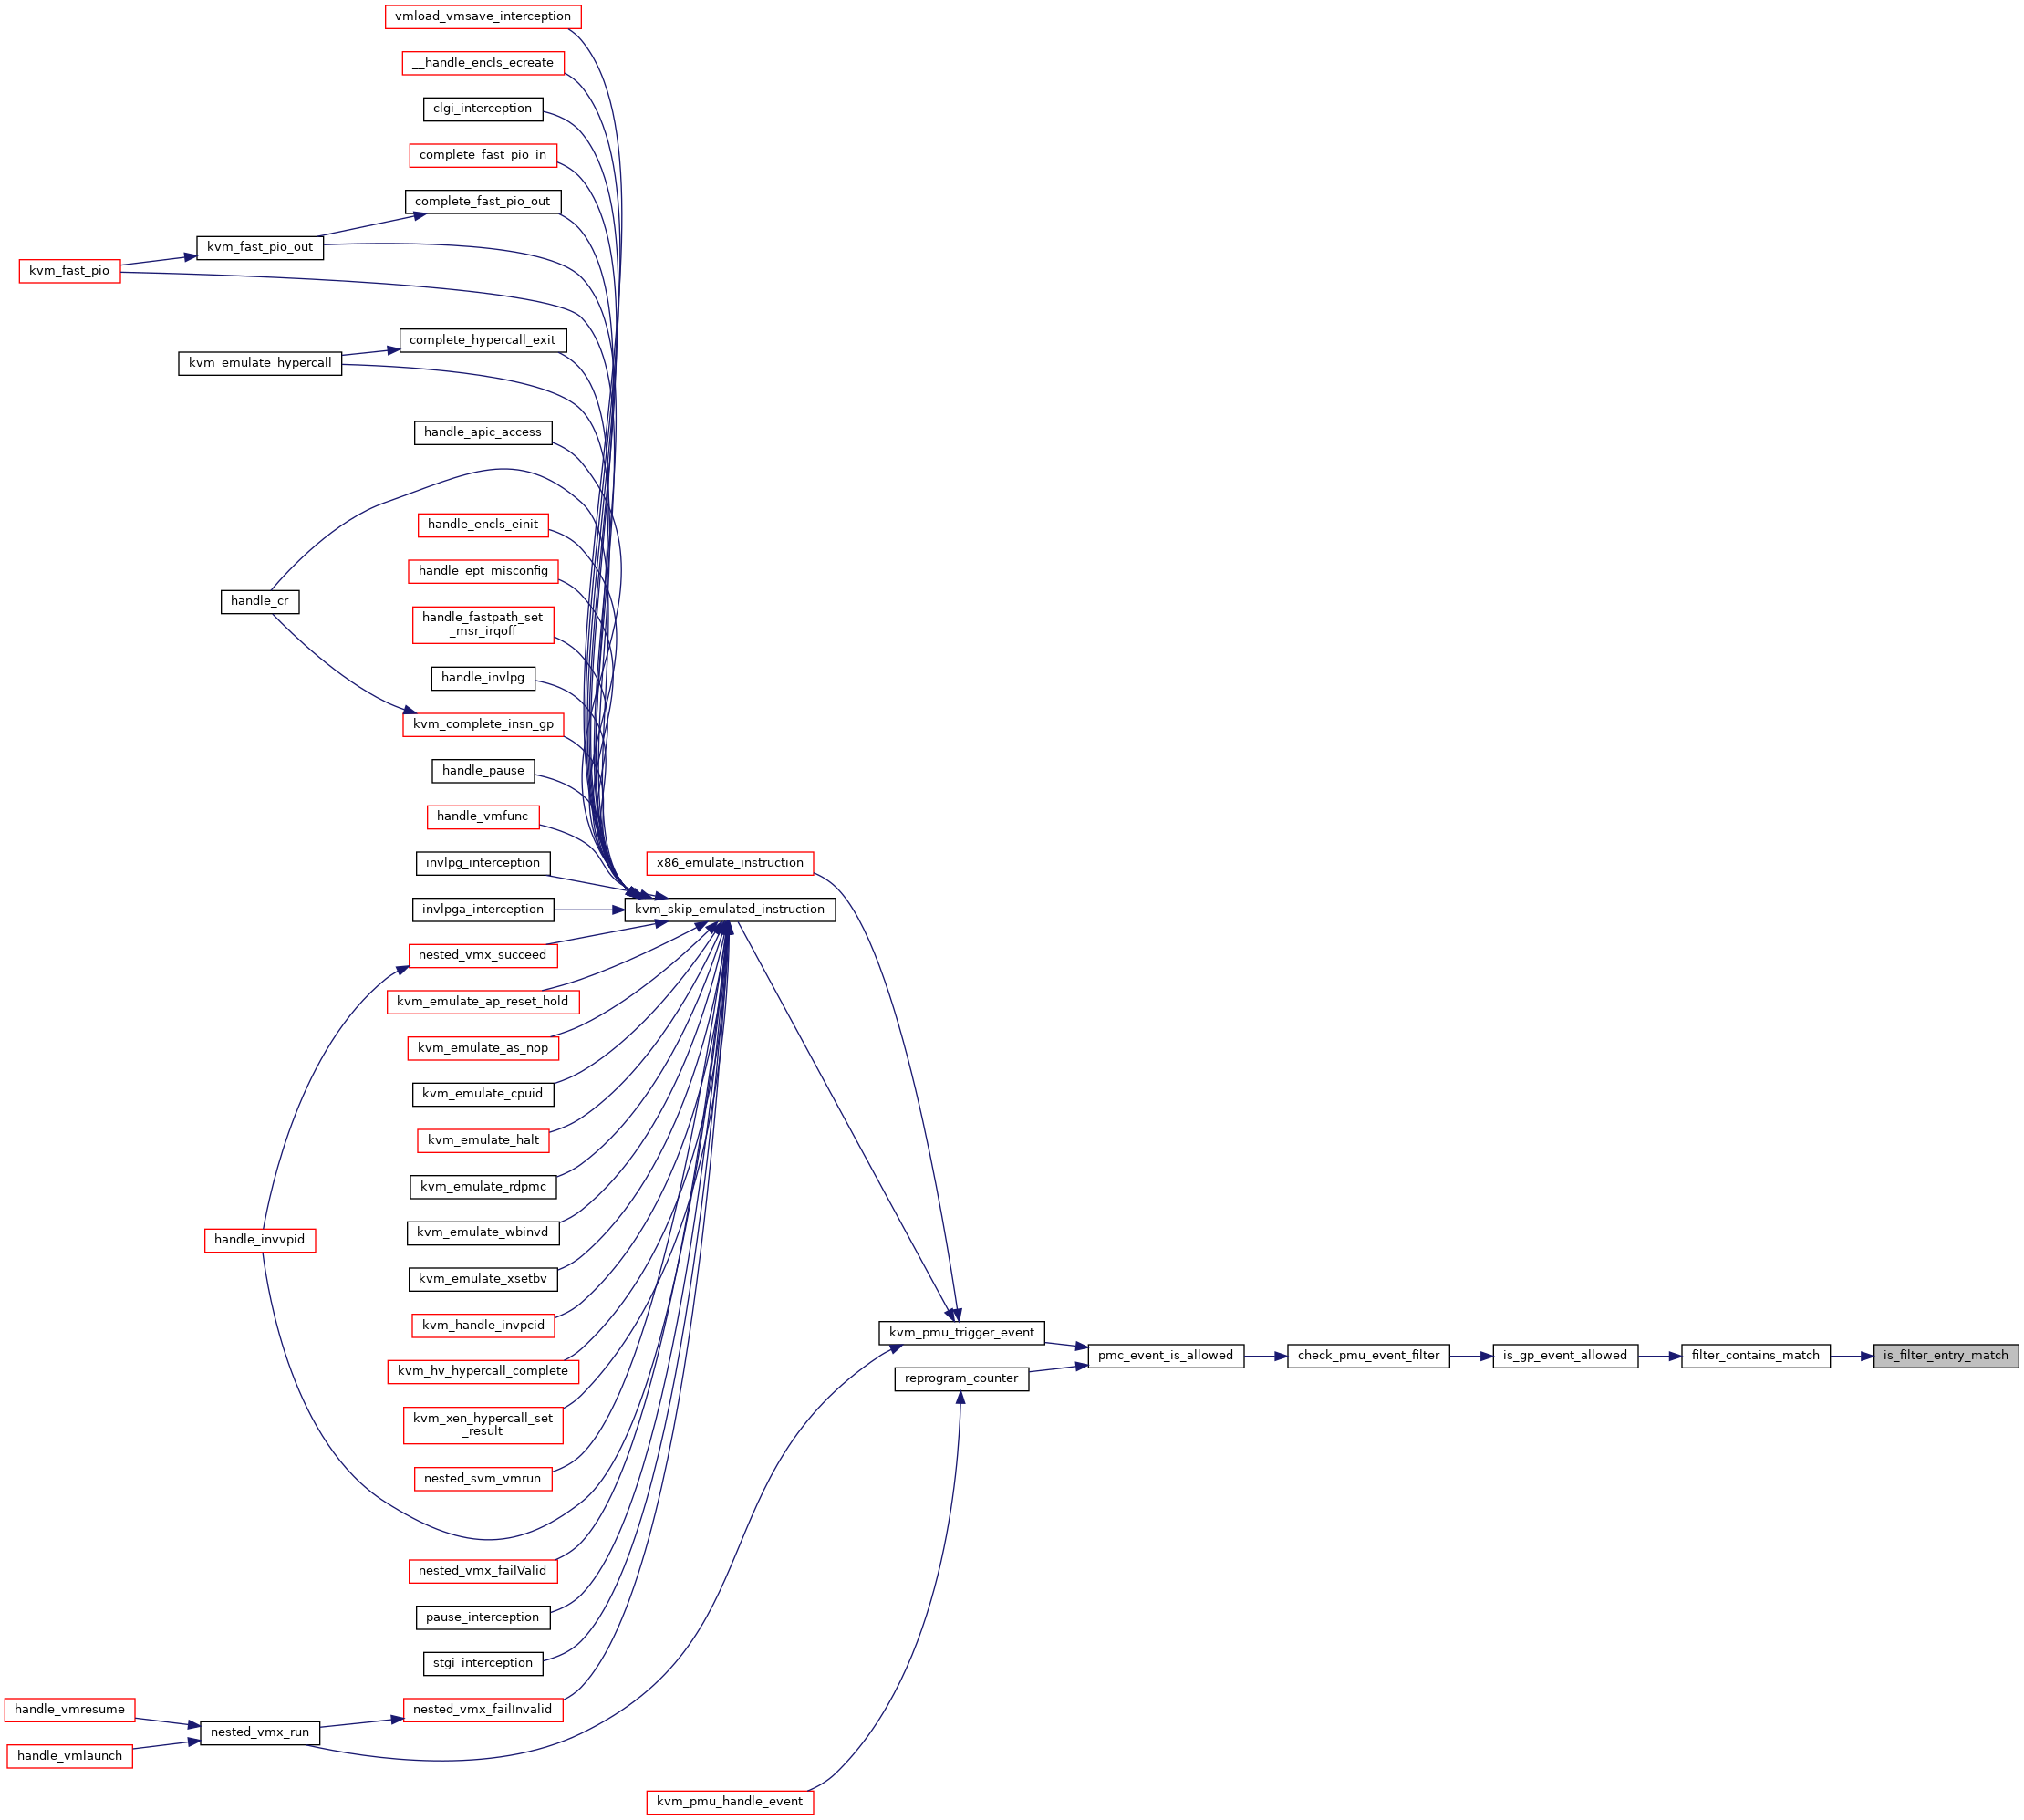 vmload_vmsave_interception
__handle_encls_ecreate
clgi_interception
complete_fast_pio_in
complete_fast_pio_out
kvm_fast_pio_out
kvm_fast_pio
complete_hypercall_exit
kvm_emulate_hypercall
handle_apic_access
handle_encls_einit
handle_ept_misconfig
handle_cr
handle_fastpath_set
_msr_irqoff
handle_invlpg
kvm_complete_insn_gp
handle_pause
handle_vmfunc
invlpg_interception
x86_emulate_instruction
invlpga_interception
kvm_skip_emulated_instruction
nested_vmx_succeed
kvm_emulate_ap_reset_hold
kvm_emulate_as_nop
kvm_emulate_cpuid
kvm_emulate_halt
kvm_emulate_rdpmc
kvm_emulate_wbinvd
handle_invvpid
kvm_emulate_xsetbv
kvm_handle_invpcid
kvm_pmu_trigger_event
pmc_event_is_allowed
check_pmu_event_filter
is_gp_event_allowed
filter_contains_match
is_filter_entry_match
kvm_hv_hypercall_complete
reprogram_counter
kvm_xen_hypercall_set
_result
nested_svm_vmrun
nested_vmx_failValid
pause_interception
stgi_interception
handle_vmresume
nested_vmx_failInvalid
nested_vmx_run
handle_vmlaunch
kvm_pmu_handle_event